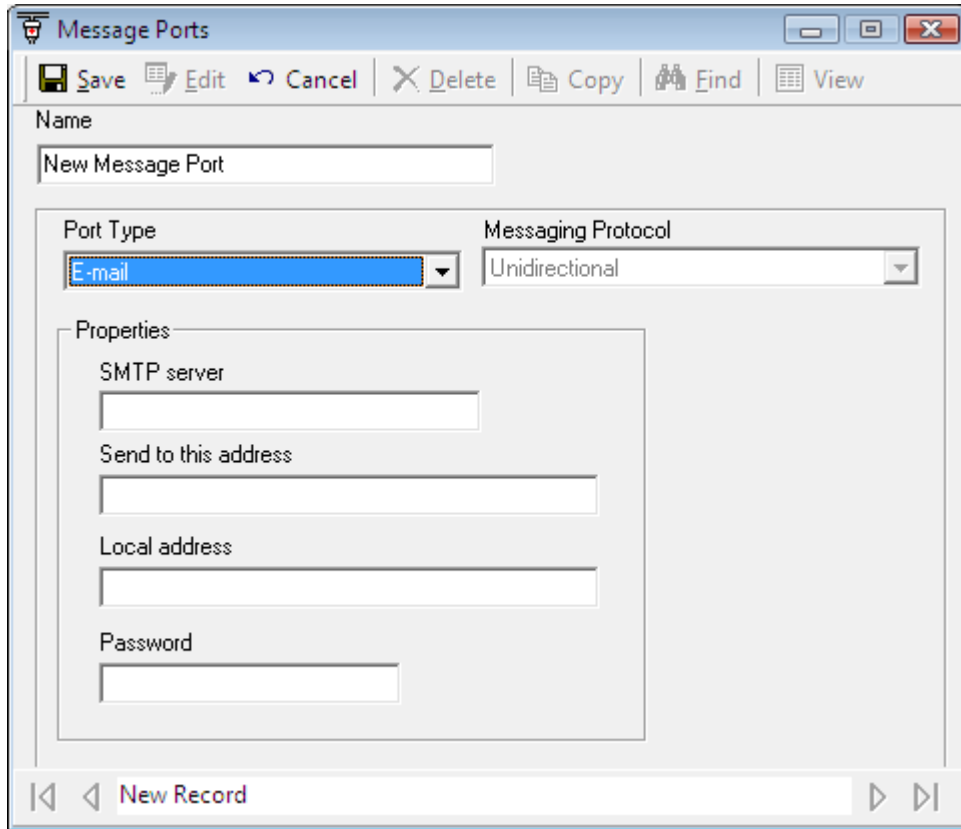 Message Ports
Save Edit Cancel Delete Copy Find View
Name
New Message Port
Port Type Messaging Protocol
E-mail Unidirectional
Properties
SMTP server
Send to this address
Local address
Password
New Record